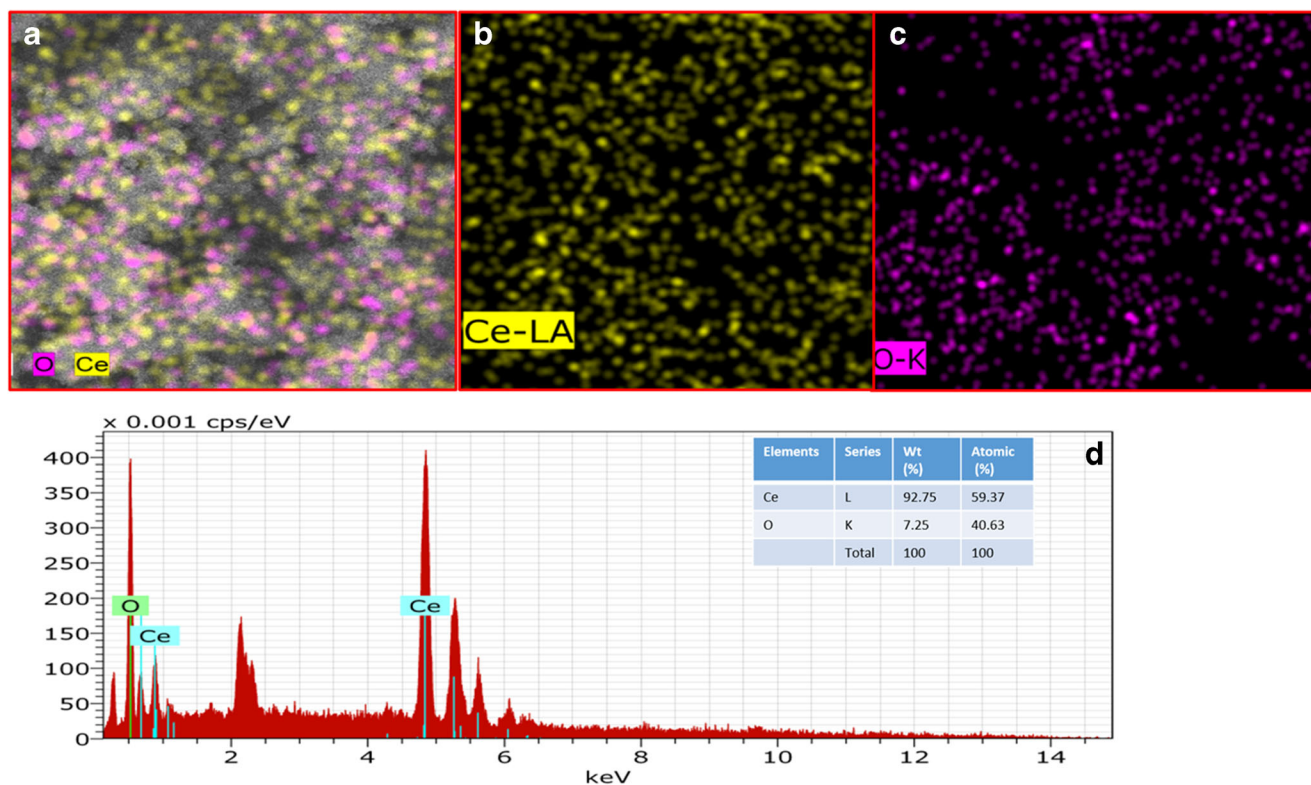 a
b
c
O Ce
Ce-LA
O-K
x 0.001 cps/eV
d
Elements Series Wt (%) Atomic (%)
Ce L 92.75 59.37
O K 7.25 40.63
Total 100 100
400
350
300
250
200
150
100
50
0
O
Ce
Ce
2 4 6 8 10 12 14
keV